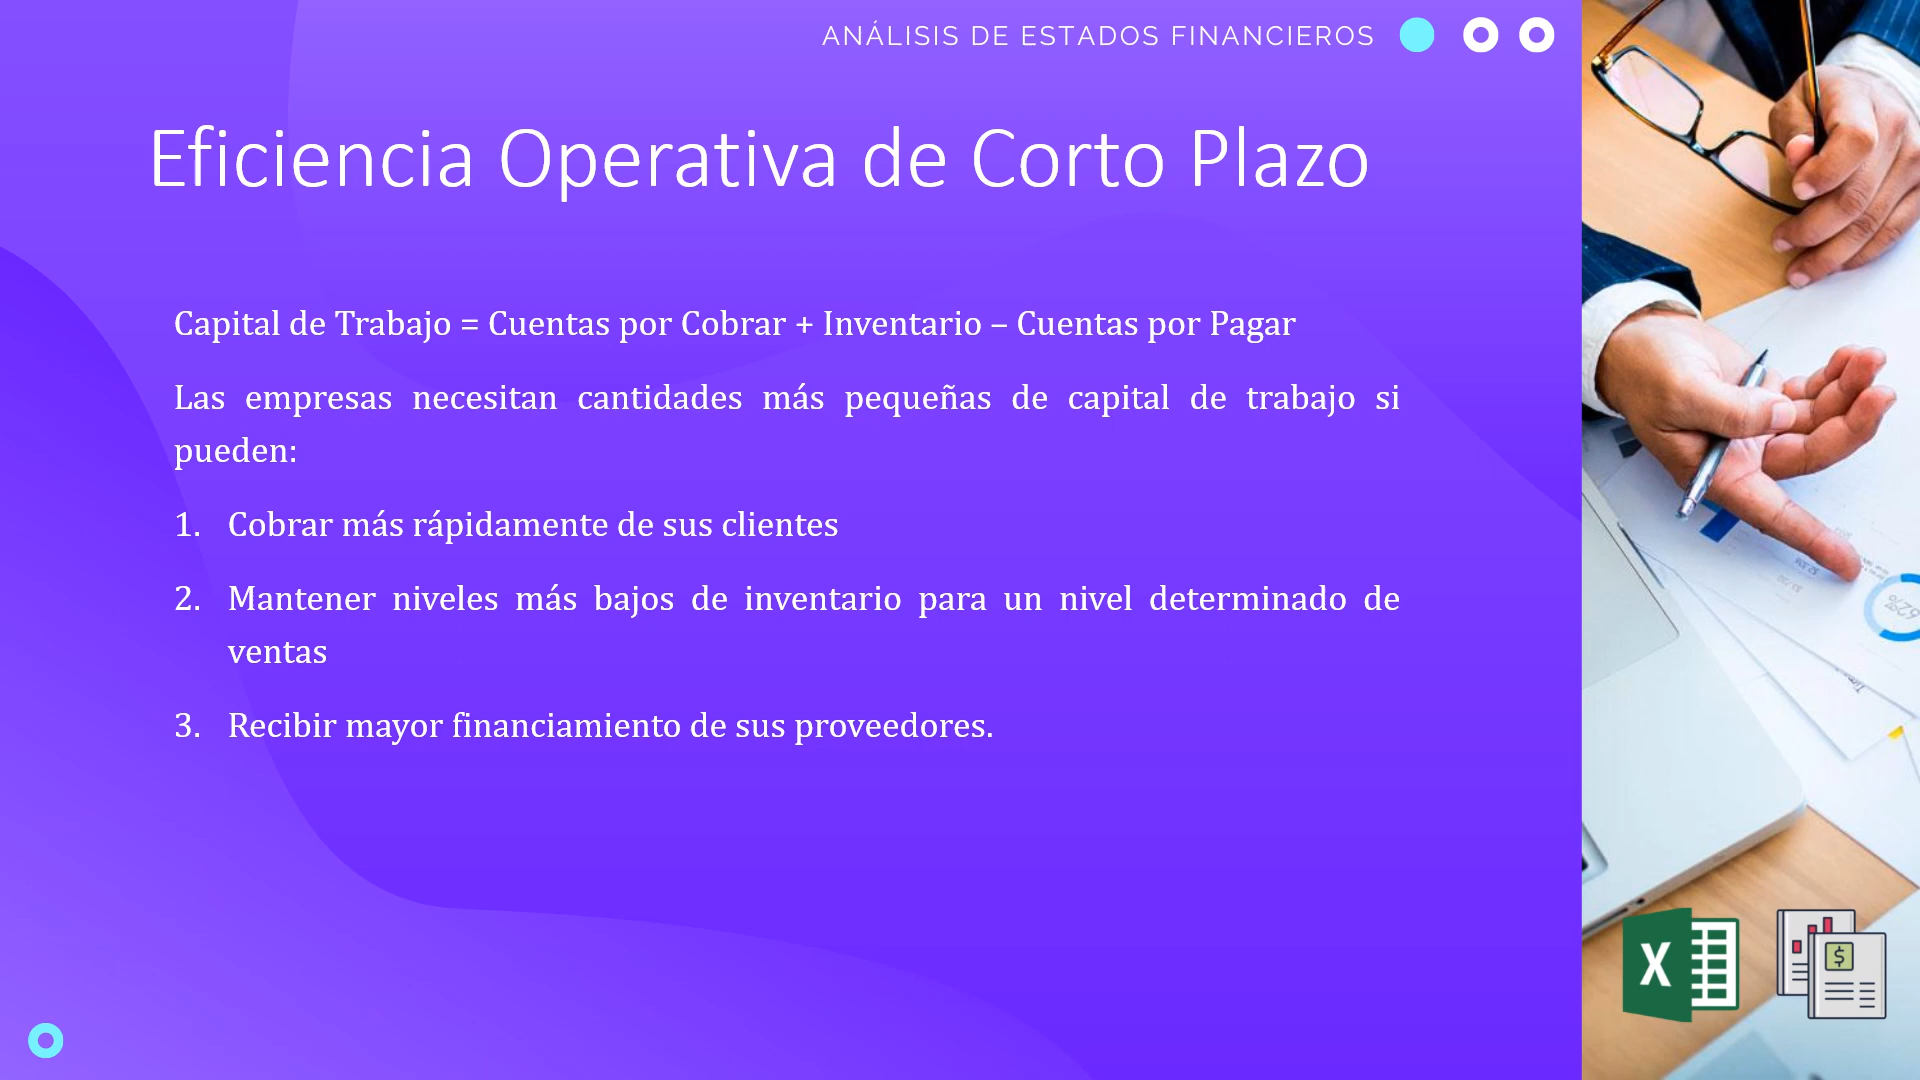 ANÁLISIS DE ESTADOS FINANCIEROS
Eficiencia Operativa de Corto Plazo
Capital de Trabajo = Cuentas por Cobrar + Inventario – Cuentas por Pagar
Las empresas necesitan cantidades más pequeñas de capital de trabajo si
pueden:
1. Cobrar más rápidamente de sus clientes
2. Mantener niveles más bajos de inventario para un nivel determinado de
ventas
3. Recibir mayor financiamiento de sus proveedores.
62%
X
$